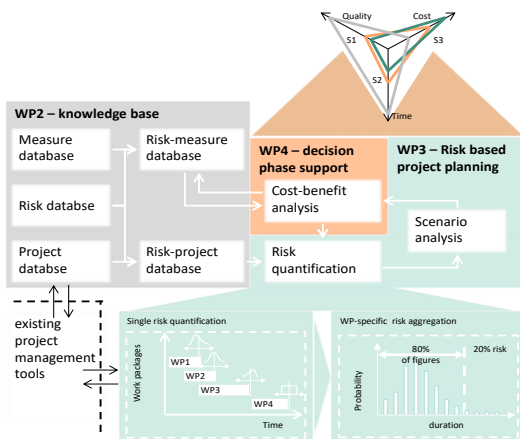 Quality
Cost
S1
S3
S2
Time
WP2 – knowledge base
Measure
database
Risk-measure
database
Risk databse
Project
databse
Risk-project
database
WP4 – decision
phase support
Cost-benefit
analysis
WP3 – Risk based
project planning
Scenario
analysis
Risk
quantification
existing
project
management
tools
Single risk quantification
Work packages
WP1
WP2
WP3
WP4
Time
WP-specific risk aggregation
80%
of figures
20% risk
Probability
duration